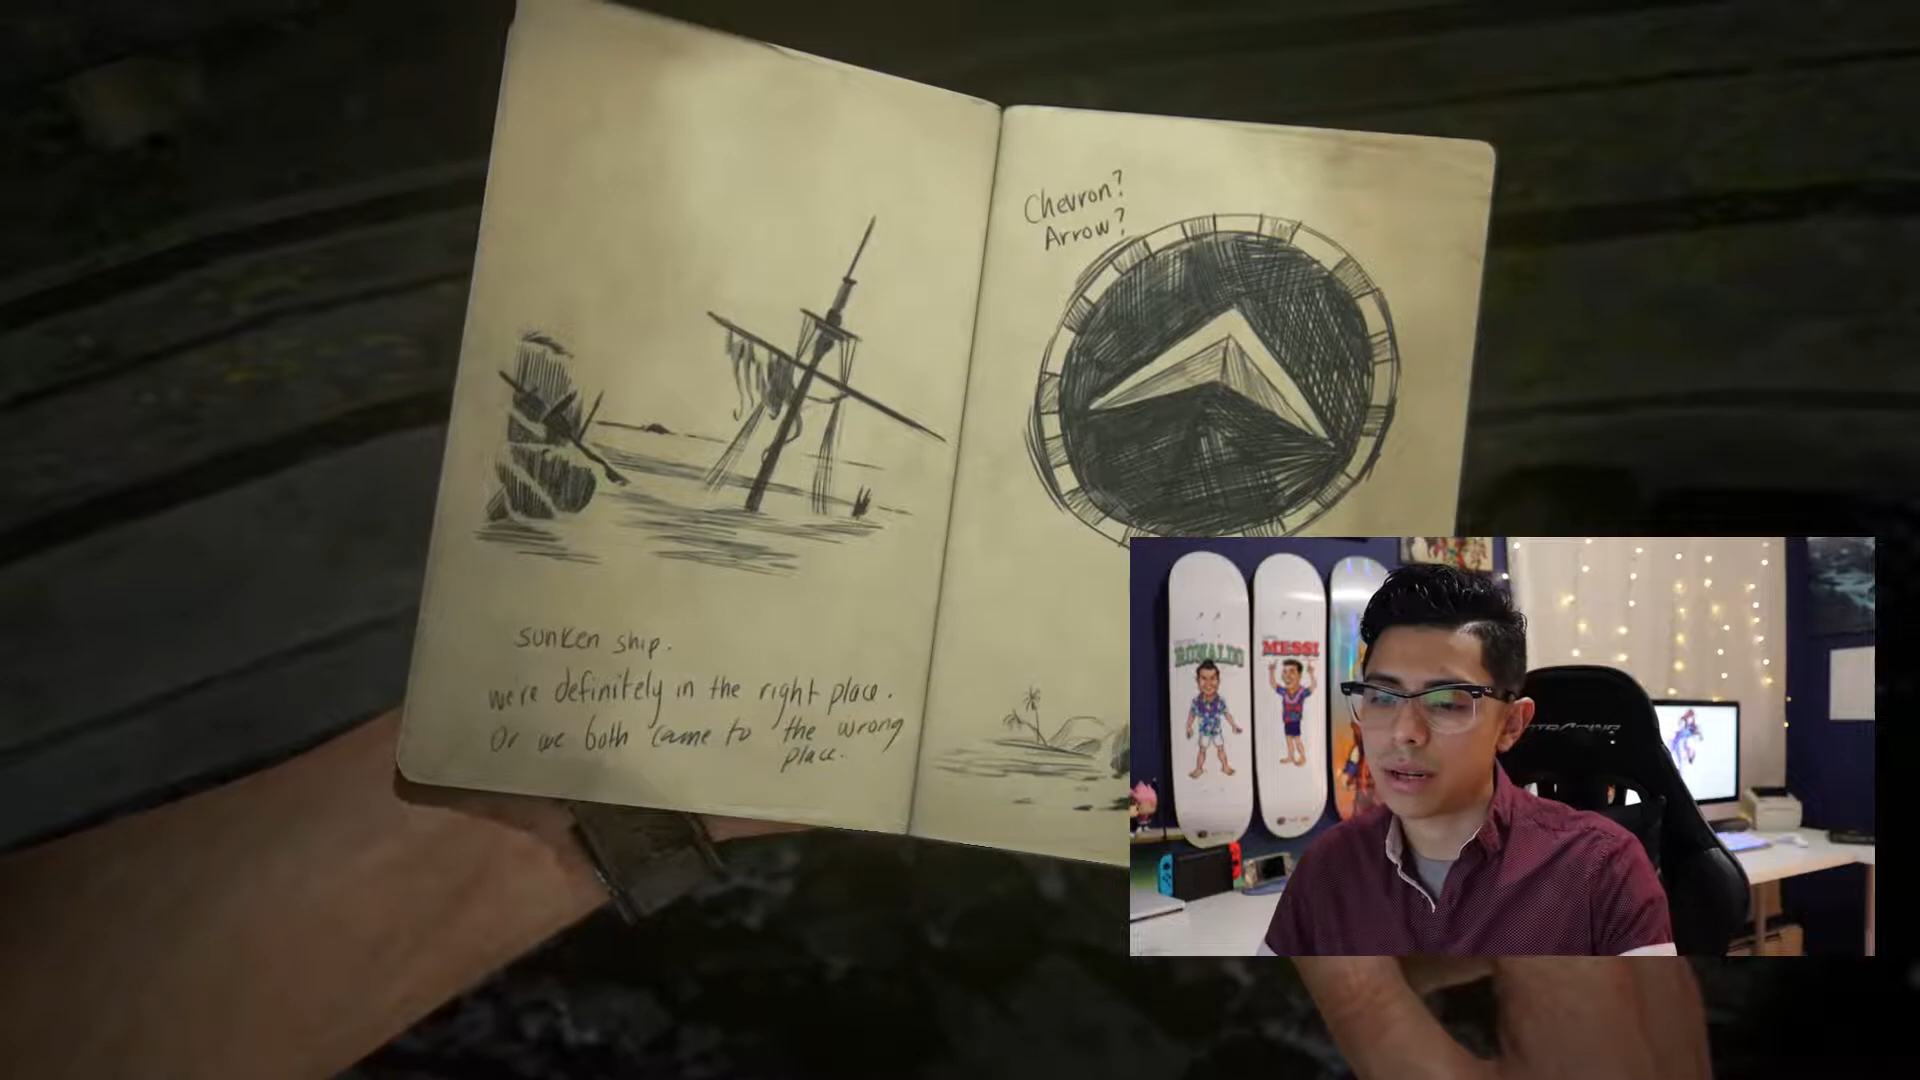 Chevron?
Arrow?
sunken ship.
we're definitely in the right place.
Or we both came to the wrong
place.
RONALDO
MESSI